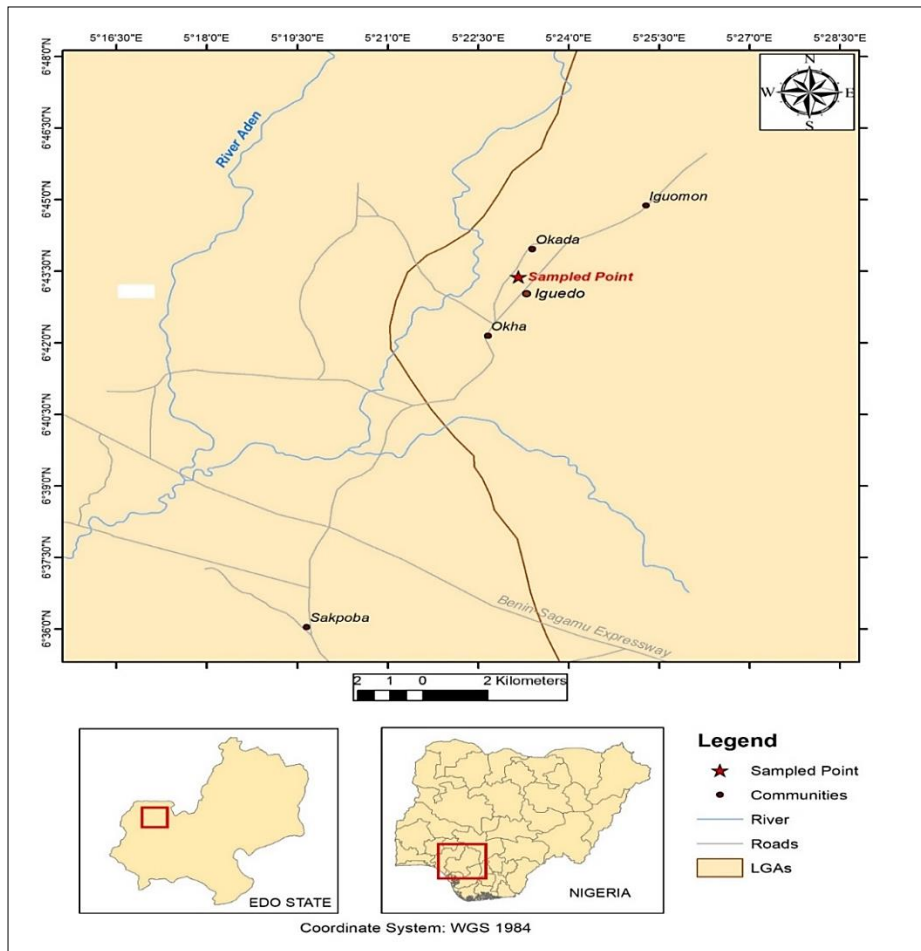 5°16'30"E 5°18'0"E 5°19'30"E 5°21'0"E 5°22'30"E 5°24'0"E 5°25'30"E 5°27'0"E 5°28'30"E
6°48'0"N
6°46'30"N
6°45'0"N
6°43'30"N
6°42'0"N
6°40'30"N
6°39'0"N
6°37'30"N
6°36'0"N
N
W E
S
River Aden
Iguomon
Okada
Sampled Point
Iguedo
Okha
Sakpoba
Benin Sagamu Expressway
2 1 0 2 Kilometers
EDO STATE
NIGERIA
Legend
Sampled Point
Communities
River
Roads
LGAs
Coordinate System: WGS 1984